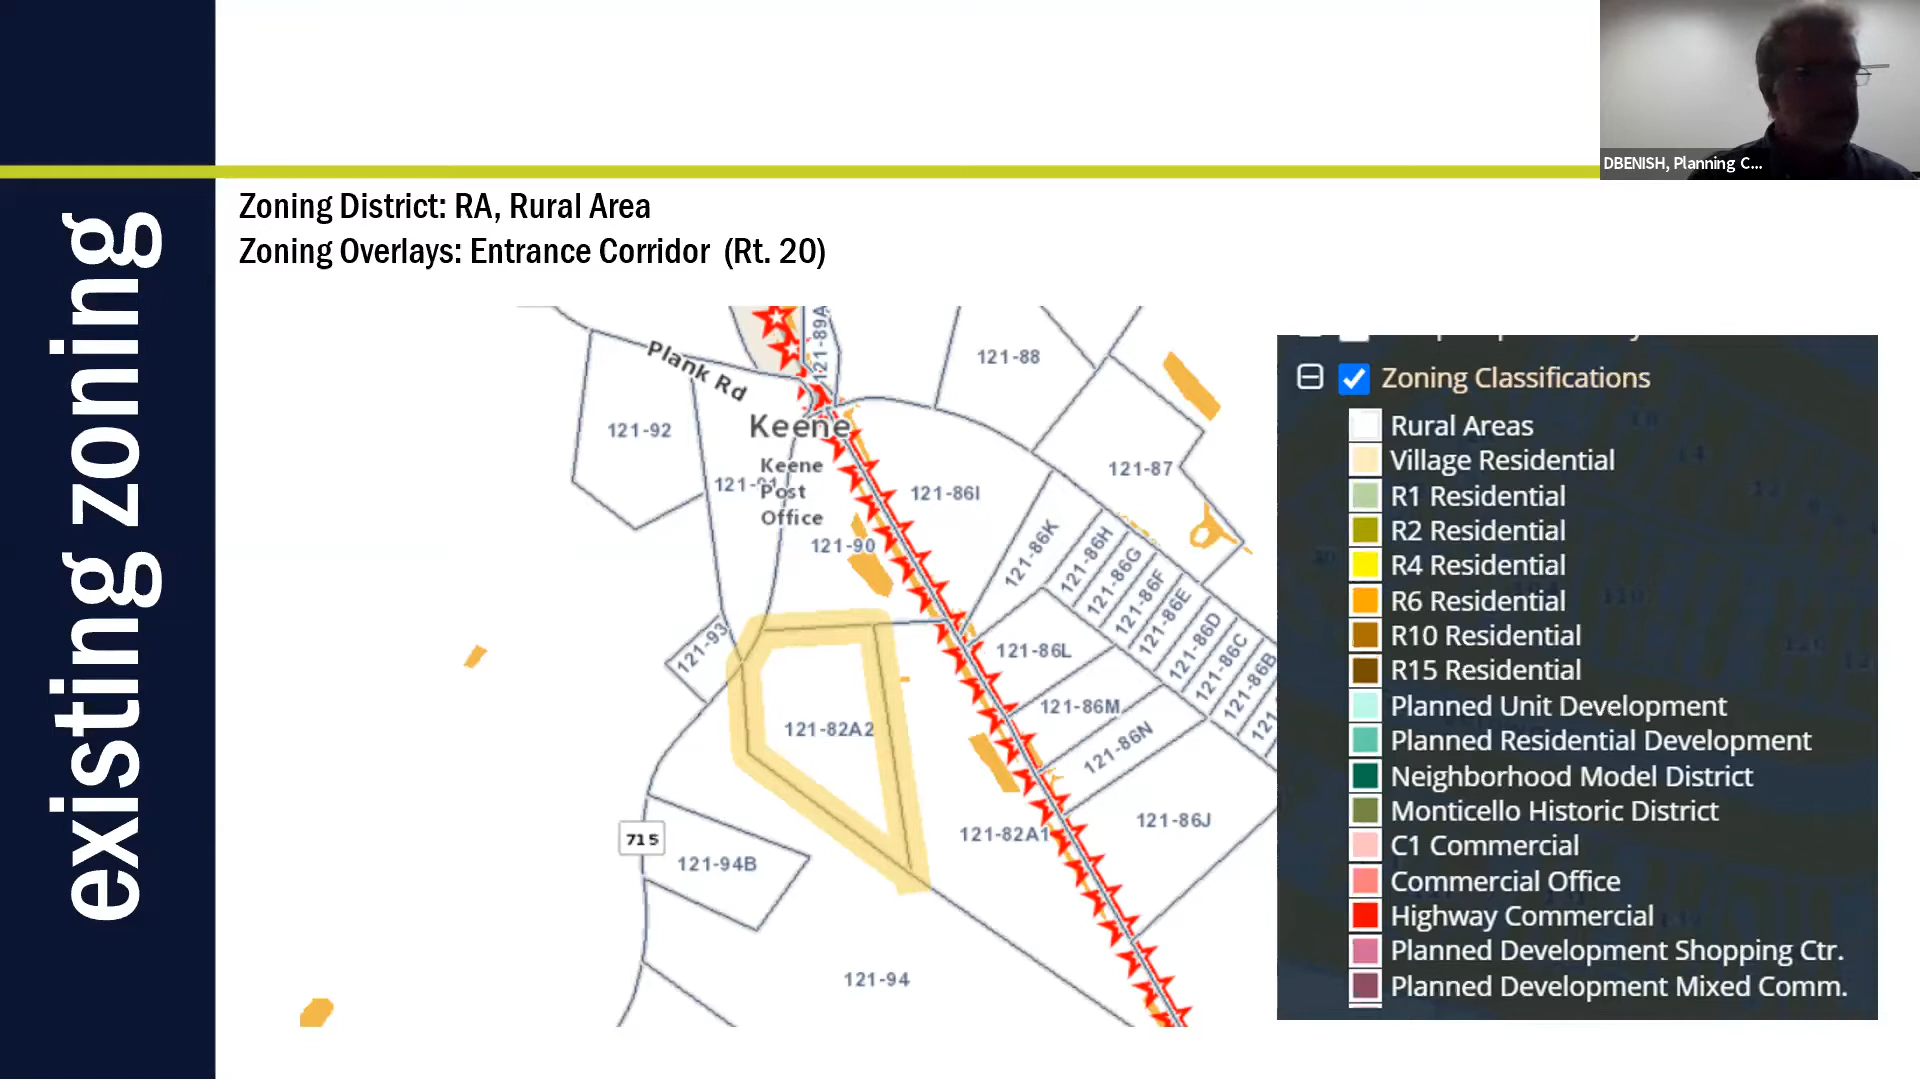 DBENISH, Planning C...
existing zoning
Zoning District: RA, Rural Area
Zoning Overlays: Entrance Corridor (Rt. 20)
121-89A
121-88
Plank Rd
121-92
Keene
121-87
Keene
Post
Office
121-86I
121-90
121-86K
121-86H
121-86G
121-86F
121-86E
121-86D
121-86C
121-86B
121-93
121-86L
121-86M
121-86N
121-82A2
121-82A1
121-86J
715
121-94B
121-94
Zoning Classifications
Rural Areas
Village Residential
R1 Residential
R2 Residential
R4 Residential
R6 Residential
R10 Residential
R15 Residential
Planned Unit Development
Planned Residential Development
Neighborhood Model District
Monticello Historic District
C1 Commercial
Commercial Office
Highway Commercial
Planned Development Shopping Ctr.
Planned Development Mixed Comm.